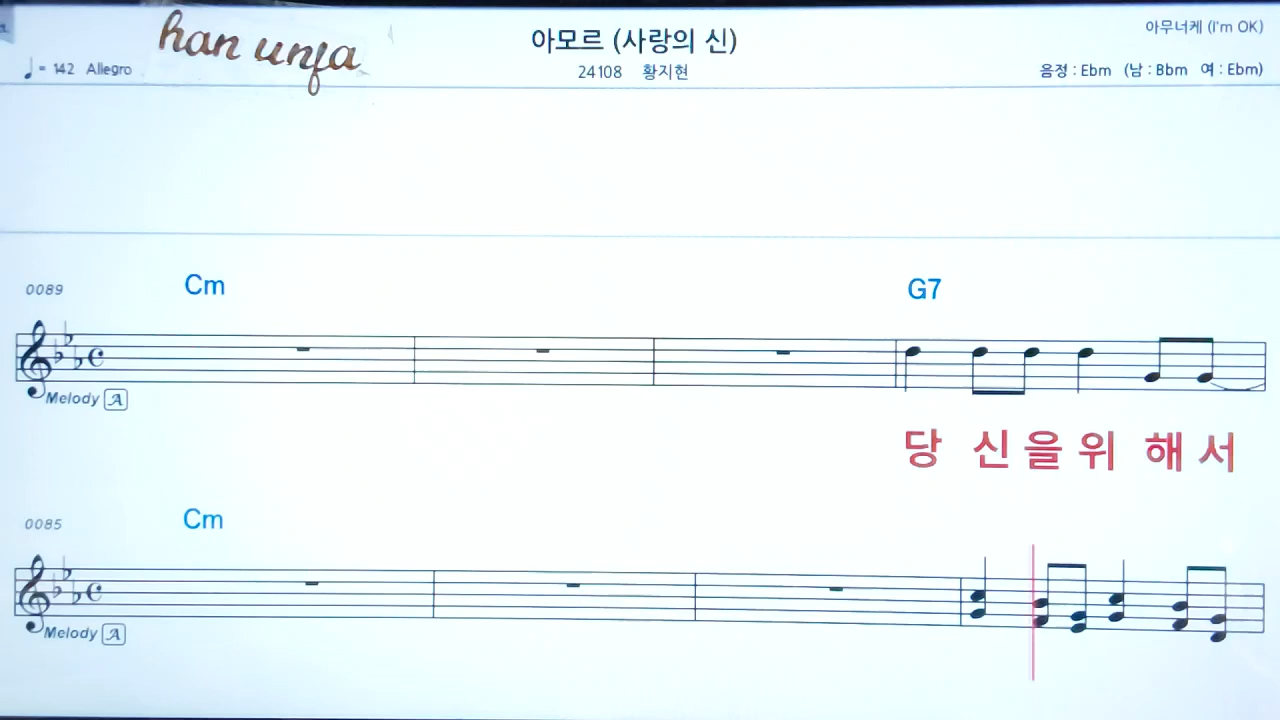 han unja
아모르 (사랑의 신)
아무너케 (I'm OK)
♩ = 142 Allegro
24108 황지현
음정 : Ebm (남 : Bbm 여 : Ebm)
0089
Cm
G7
Melody A
당 신 을 위 해 서
0085
Cm
Melody A